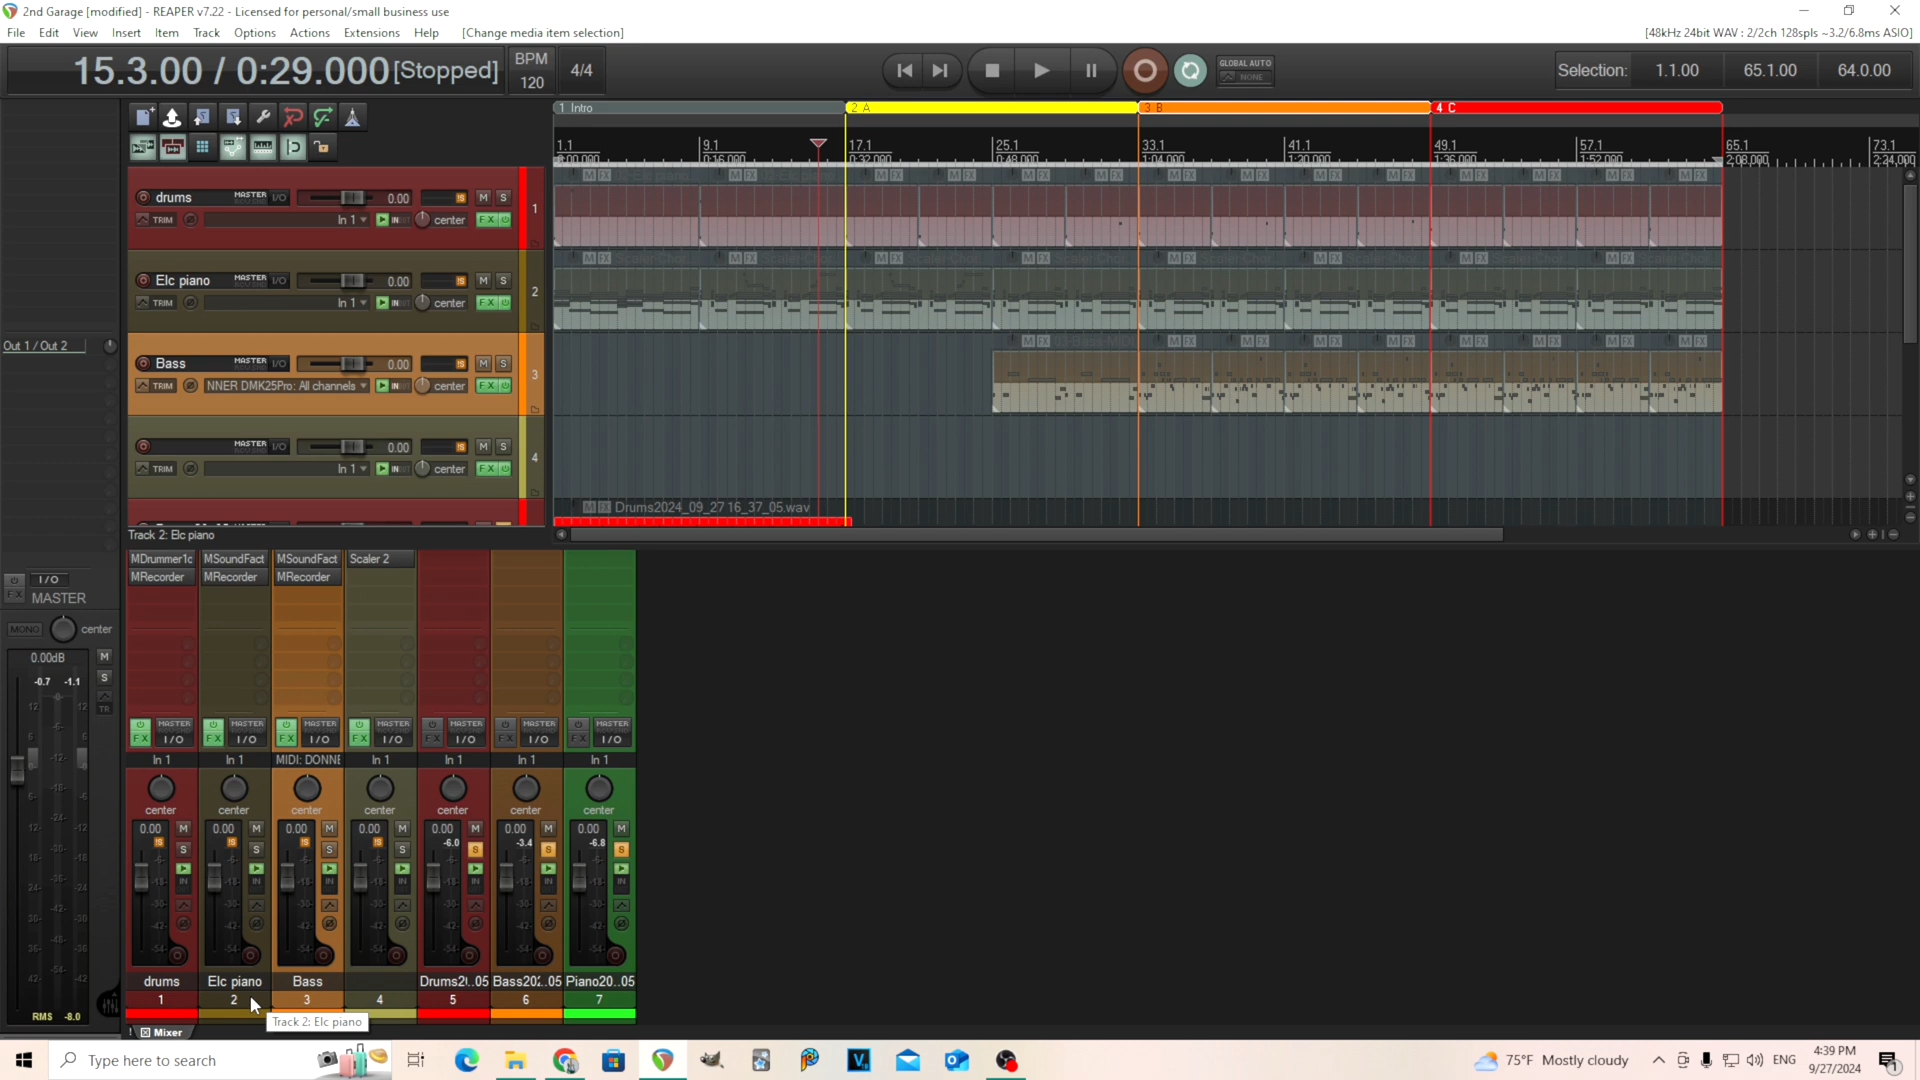 2nd Garage [modified] - REAPER v7.22 - Licensed for personal/small business use
File Edit View Insert Item Track Options Actions Extensions Help [Change media item selection]
[48kHz 24bit WAV : 2/2ch 128spls ~3.2/6.8ms ASIO]
15.3.00 / 0:29.000 [Stopped]
BPM
120
4/4
GLOBAL AUTO
NONE
Selection: 1.1.00 65.1.00 64.0.00
1 Intro 2 A 3 B 4 C
1.1 9.1 17.1 25.1 33.1 41.1 49.1 57.1 65.1 73.1
0:00.000 0:16.000 0:32.000 0:48.000 1:04.000 1:20.000 1:36.000 1:52.000 2:08.000 2:24.000
drums MASTER I/O 0.00 M S
TRIM In 1 IN center FX
1
Elc piano MASTER I/O 0.00 M S
TRIM In 1 IN center FX
2
Bass MASTER I/O 0.00 M S
TRIM NNER DMK25Pro: All channels IN center FX
3
MASTER I/O 0.00 M S
TRIM In 1 IN center FX
4
M FX Drums2024_09_27 16_37_05.wav
Out 1 / Out 2
Track 2: Elc piano
MDrummer1c MSoundFact MSoundFact Scaler 2
MRecorder MRecorder MRecorder
I/O
FX MASTER
MONO center
0.00dB M
-0.7 -1.1 S
TR
RMS -8.0
MASTER MASTER MASTER MASTER MASTER MASTER MASTER
FX I/O FX I/O FX I/O FX I/O FX I/O FX I/O FX I/O
In 1 In 1 MIDI: DONNE In 1 In 1 In 1 In 1
center center center center center center center
0.00 M 0.00 M 0.00 M 0.00 M 0.00 M 0.00 M 0.00 M
S S S S -6.0 S -3.4 S -6.8 S
IN IN IN IN IN IN IN
drums Elc piano Bass Drums2(..05 Bass202..05 Piano20..05
1 2 3 4 5 6 7
Track 2: Elc piano
Mixer
Type here to search
75°F Mostly cloudy
ENG
4:39 PM
9/27/2024
1